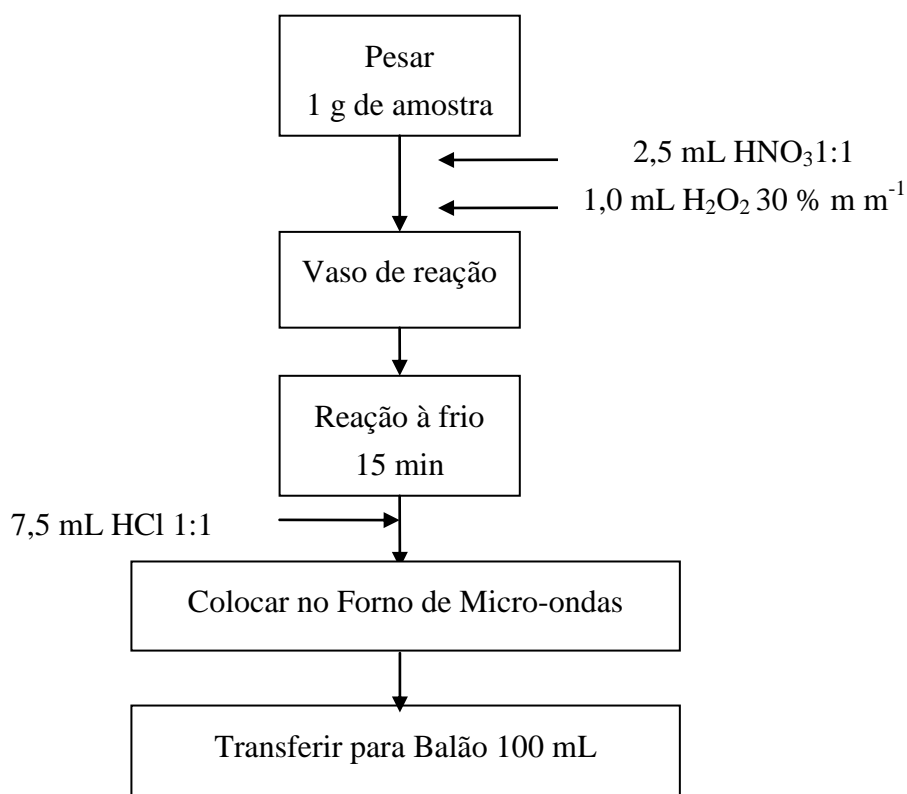 Pesar
1 g de amostra
2,5 mL HNO₃1:1
1,0 mL H₂O₂ 30 % m m⁻¹
Vaso de reação
Reação à frio
15 min
7,5 mL HCl 1:1
Colocar no Forno de Micro-ondas
Transferir para Balão 100 mL